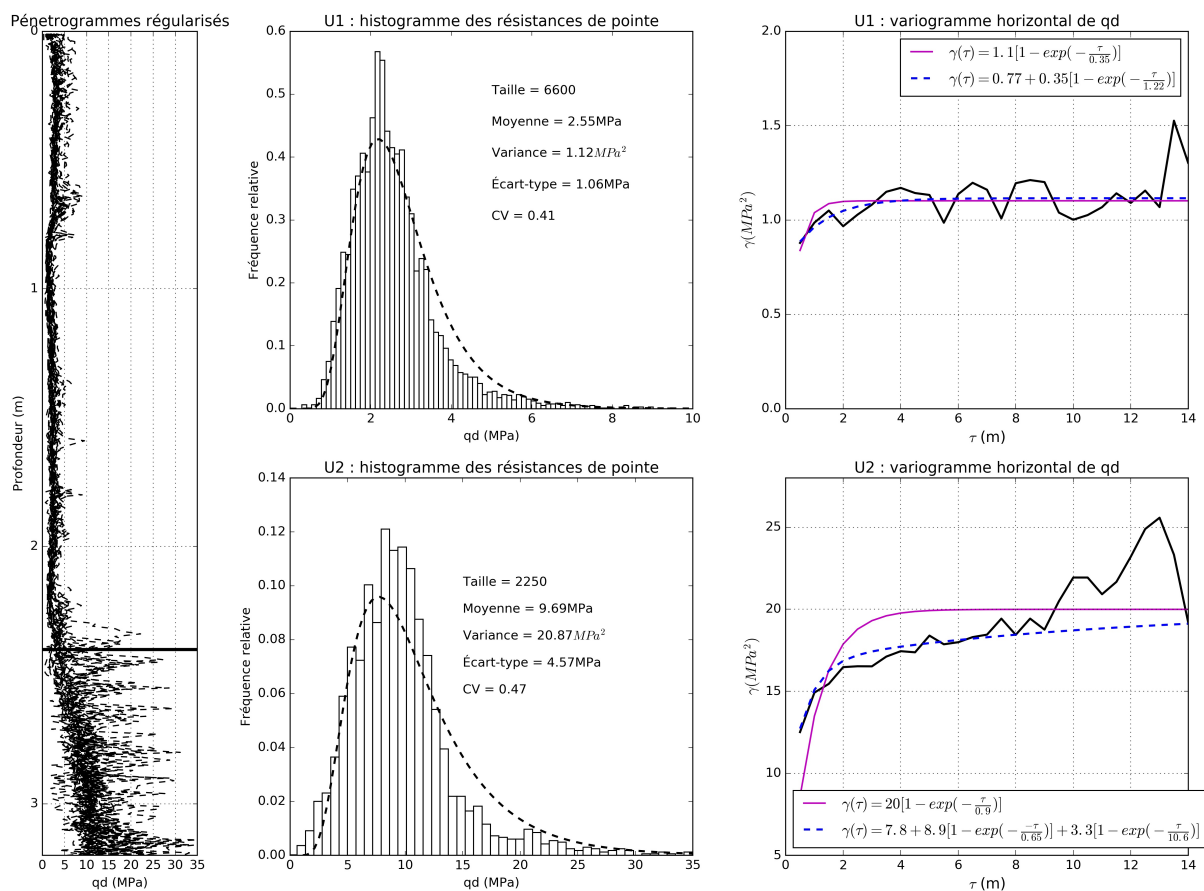 Pénetrogrammes régularisés
0
1
2
3
Profondeur (m)
0 5 10 15 20 25 30 35
qd (MPa)
U1 : histogramme des résistances de pointe
0.6
0.5
0.4
0.3
0.2
0.1
0.0
Fréquence relative
Taille = 6600
Moyenne = 2.55MPa
Variance = 1.12MPa²
Écart-type = 1.06MPa
CV = 0.41
0 2 4 6 8 10
qd (MPa)
U1 : variogramme horizontal de qd
γ(τ) = 1.1[1 − exp(−τ/0.35)]
γ(τ) = 0.77 + 0.35[1 − exp(−τ/1.22)]
2.0
1.5
1.0
0.5
0.0
γ(MPa²)
0 2 4 6 8 10 12 14
τ (m)
U2 : histogramme des résistances de pointe
0.14
0.12
0.10
0.08
0.06
0.04
0.02
0.00
Fréquence relative
Taille = 2250
Moyenne = 9.69MPa
Variance = 20.87MPa²
Écart-type = 4.57MPa
CV = 0.47
0 5 10 15 20 25 30 35
qd (MPa)
U2 : variogramme horizontal de qd
25
20
15
10
5
γ(MPa²)
γ(τ) = 20[1 − exp(−τ/0.9)]
γ(τ) = 7.8 + 8.9[1 − exp(−−τ/0.65)] + 3.3[1 − exp(−τ/10.6)]
0 2 4 6 8 10 12 14
τ (m)